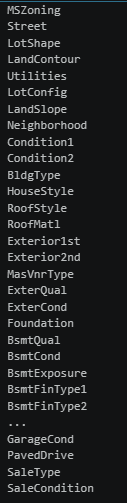 MSZoning
Street
LotShape
LandContour
Utilities
LotConfig
LandSlope
Neighborhood
Condition1
Condition2
BldgType
HouseStyle
RoofStyle
RoofMatl
Exterior1st
Exterior2nd
MasVnrType
ExterQual
ExterCond
Foundation
BsmtQual
BsmtCond
BsmtExposure
BsmtFinType1
BsmtFinType2
...
GarageCond
PavedDrive
SaleType
SaleCondition